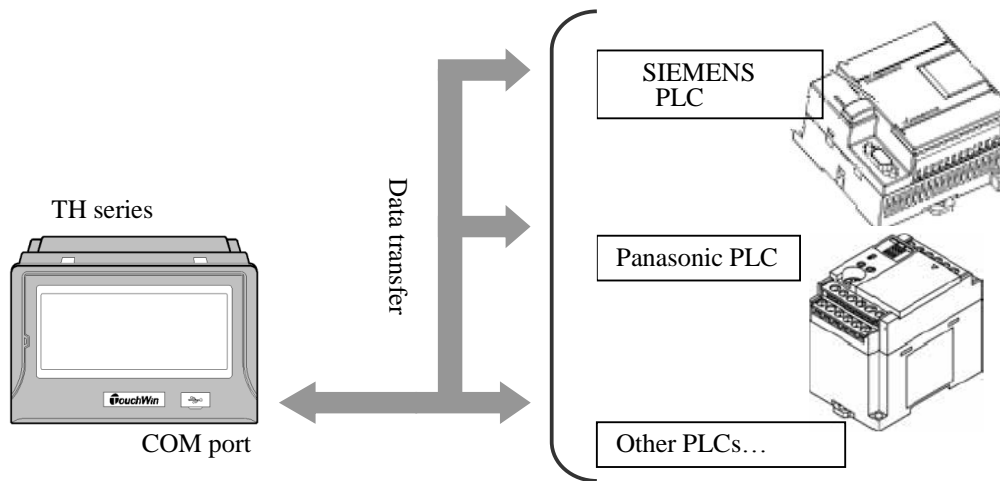 SIEMENS
PLC
Data transfer
TH series
Panasonic PLC
TouchWin
COM port
Other PLCs…